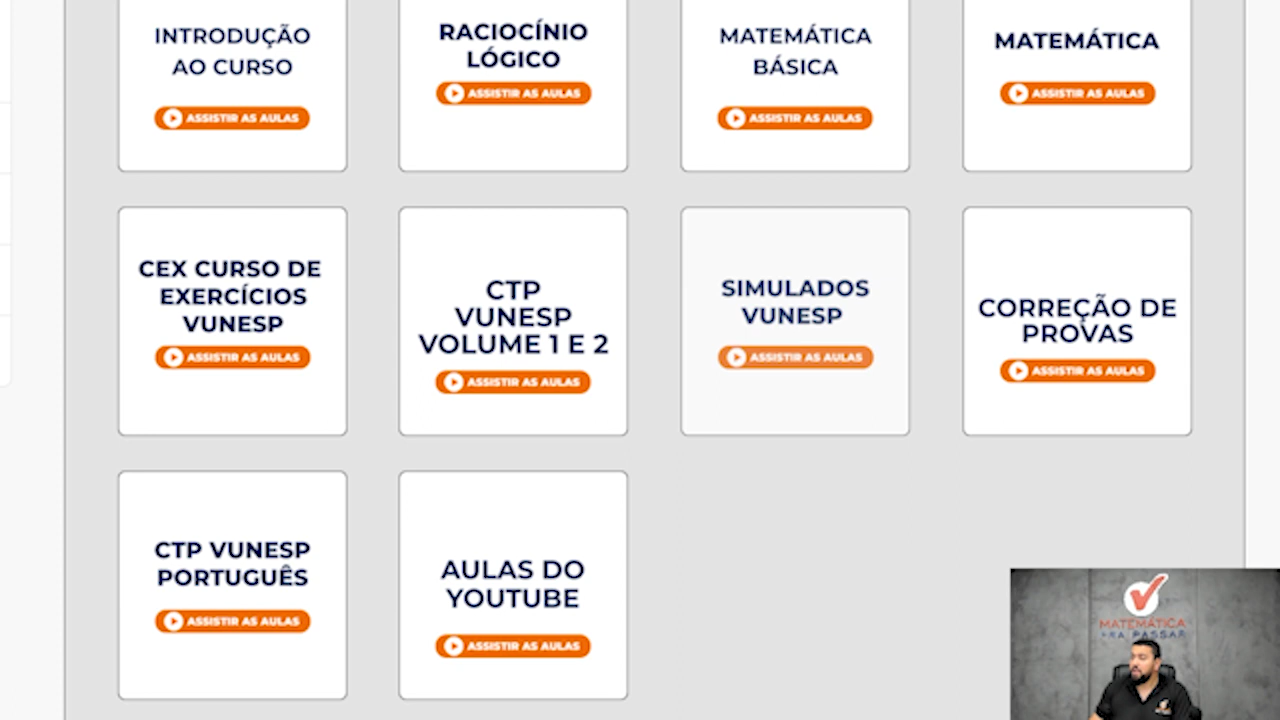 INTRODUÇÃO
AO CURSO
ASSISTIR AS AULAS
RACIOCÍNIO
LÓGICO
ASSISTIR AS AULAS
MATEMÁTICA
BÁSICA
ASSISTIR AS AULAS
MATEMÁTICA
ASSISTIR AS AULAS
CEX CURSO DE
EXERCÍCIOS
VUNESP
ASSISTIR AS AULAS
CTP
VUNESP
VOLUME 1 E 2
ASSISTIR AS AULAS
SIMULADOS
VUNESP
ASSISTIR AS AULAS
CORREÇÃO DE
PROVAS
ASSISTIR AS AULAS
CTP VUNESP
PORTUGUÊS
ASSISTIR AS AULAS
AULAS DO
YOUTUBE
ASSISTIR AS AULAS
MATEMÁTICA
PRA PASSAR